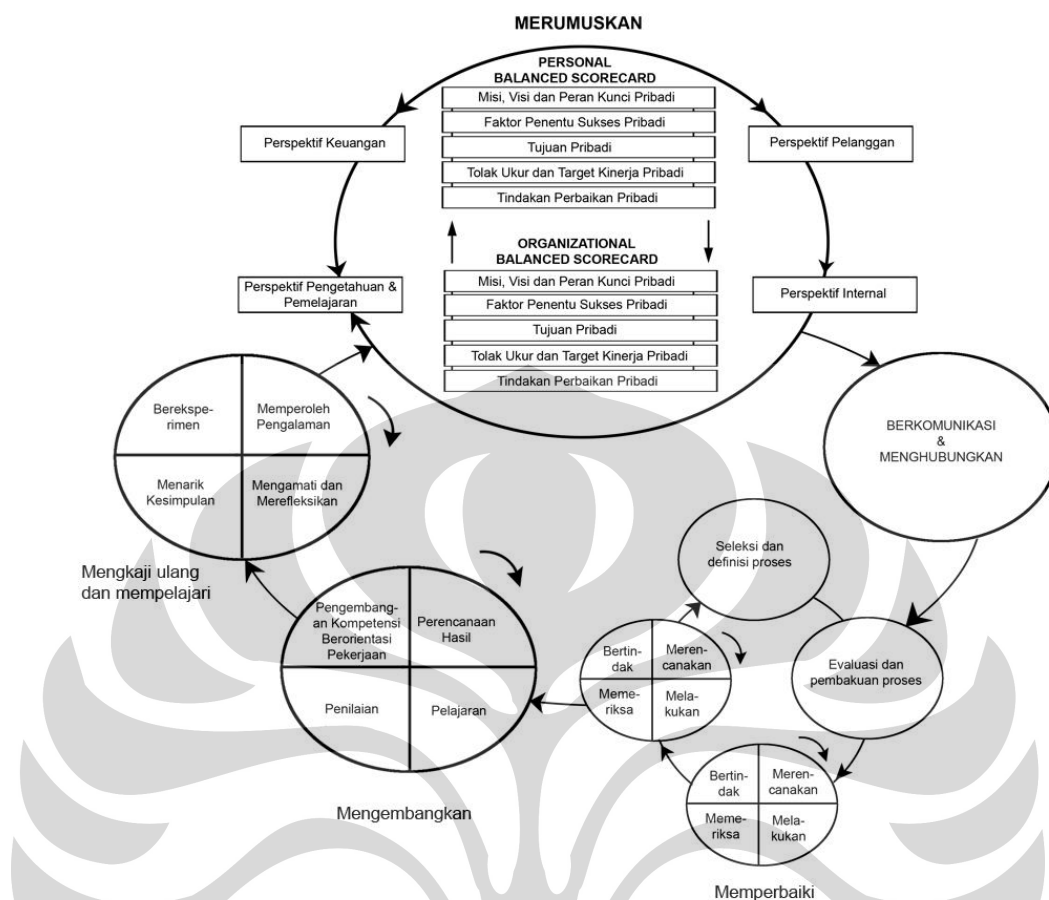 MERUMUSKAN
PERSONAL
BALANCED SCORECARD
Misi, Visi dan Peran Kunci Pribadi
Faktor Penentu Sukses Pribadi
Tujuan Pribadi
Tolak Ukur dan Target Kinerja Pribadi
Tindakan Perbaikan Pribadi
Perspektif Keuangan
Perspektif Pelanggan
ORGANIZATIONAL
BALANCED SCORECARD
Misi, Visi dan Peran Kunci Pribadi
Faktor Penentu Sukses Pribadi
Tujuan Pribadi
Tolak Ukur dan Target Kinerja Pribadi
Tindakan Perbaikan Pribadi
Perspektif Pengetahuan &
Pemelajaran
Perspektif Internal
BERKOMUNIKASI
&
MENGHUBUNGKAN
Berekspe-
rimen
Memperoleh
Pengalaman
Menarik
Kesimpulan
Mengamati dan
Merefleksikan
Mengkaji ulang
dan mempelajari
Seleksi dan
definisi proses
Evaluasi dan
pembakuan proses
Bertin-
dak
Meren-
canakan
Meme-
riksa
Mela-
kukan
Pengembang-
an Kompetensi
Berorientasi
Pekerjaan
Perencanaan
Hasil
Penilaian
Pelajaran
Mengembangkan
Bertin-
dak
Meren-
canakan
Meme-
riksa
Mela-
kukan
Memperbaiki